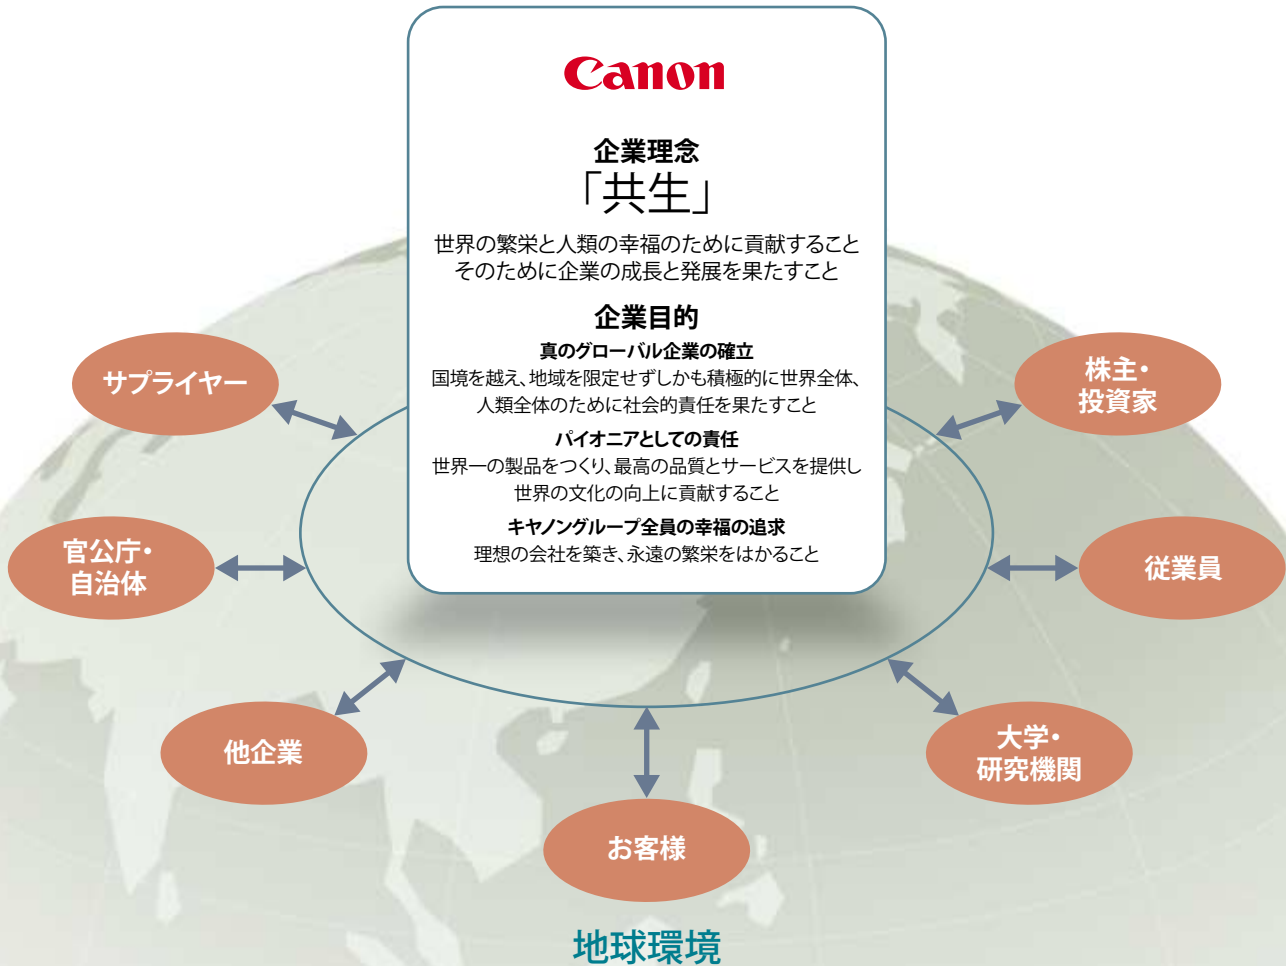 Canon
企業理念
「共生」
世界の繁栄と人類の幸福のために貢献すること
そのために企業の成長と発展を果たすこと
企業目的
真のグローバル企業の確立
国境を越え、地域を限定せずしかも積極的に世界全体、
人類全体のために社会的責任を果たすこと
パイオニアとしての責任
世界一の製品をつくり、最高の品質とサービスを提供し
世界の文化の向上に貢献すること
キヤノングループ全員の幸福の追求
理想の会社を築き、永遠の繁栄をはかること
サプライヤー
株主・
投資家
官公庁・
自治体
従業員
他企業
大学・
研究機関
お客様
地球環境